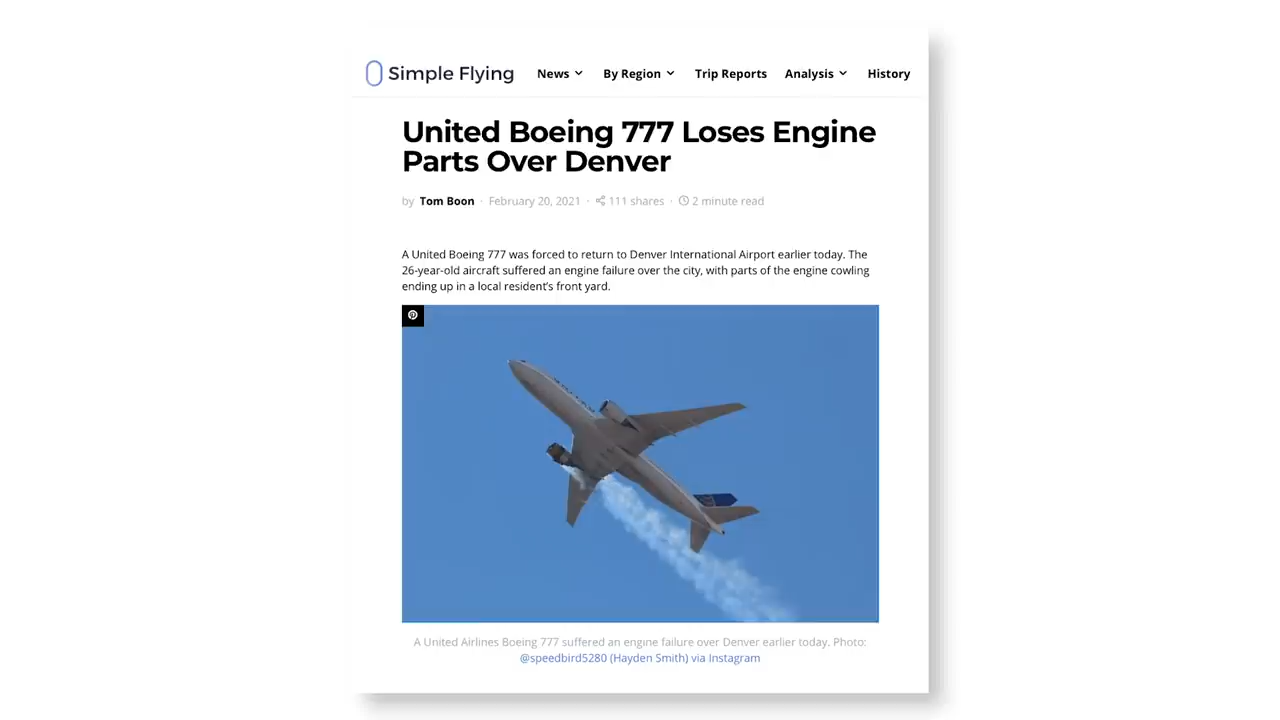 Simple Flying
News
By Region
Trip Reports
Analysis
History
United Boeing 777 Loses Engine
Parts Over Denver
by Tom Boon · February 20, 2021 · 111 shares · 2 minute read
A United Boeing 777 was forced to return to Denver International Airport earlier today. The
26-year-old aircraft suffered an engine failure over the city, with parts of the engine cowling
ending up in a local resident's front yard.
A United Airlines Boeing 777 suffered an engine failure over Denver earlier today. Photo:
@speedbird5280 (Hayden Smith) via Instagram